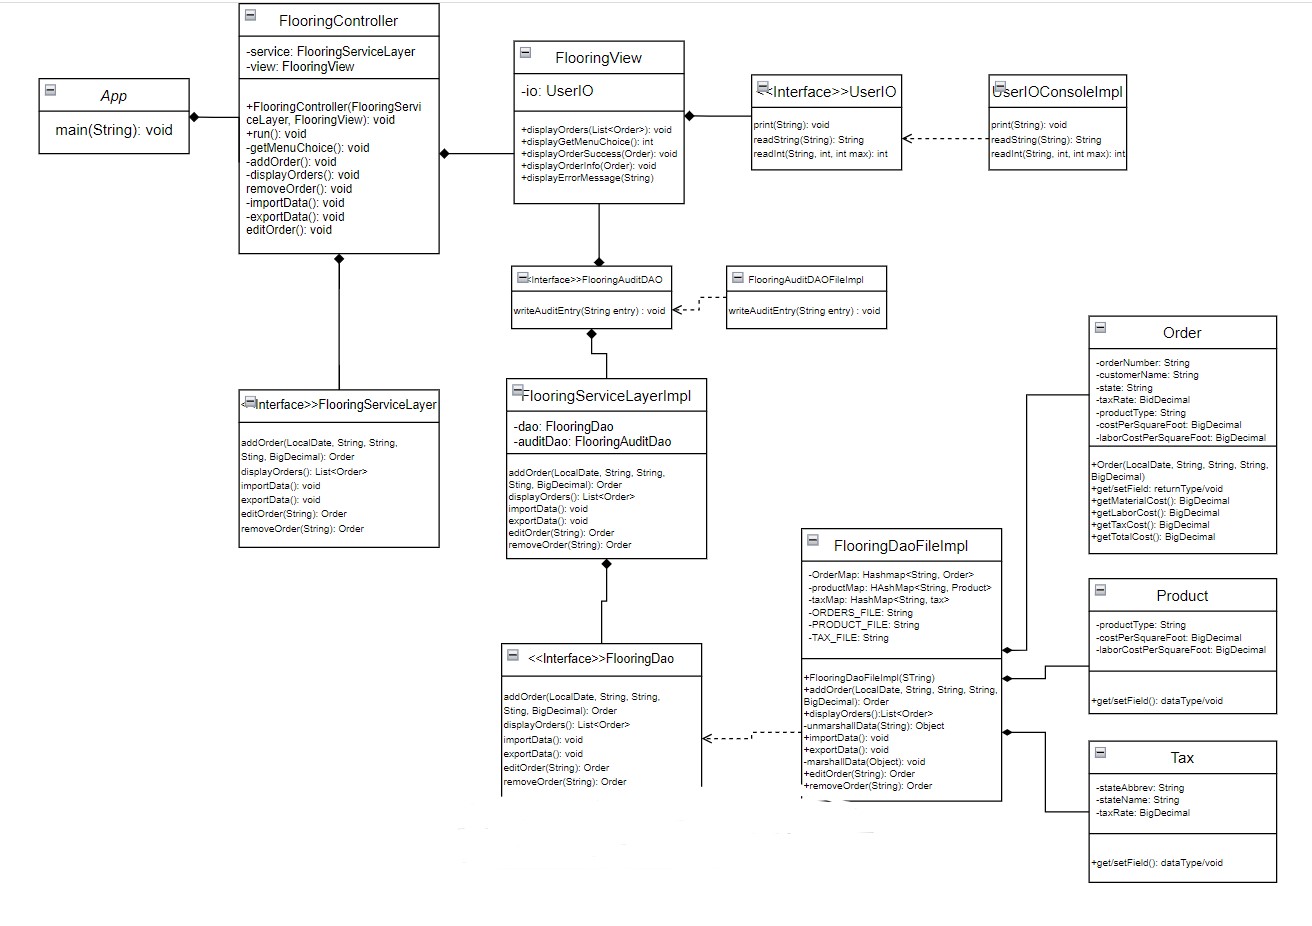 App
main(String): void
FlooringController
-service: FlooringServiceLayer
-view: FlooringView
+FlooringController(FlooringServi
ceLayer, FlooringView): void
+run(): void
-getMenuChoice(): void
-addOrder(): void
-displayOrders(): void
removeOrder(): void
-importData(): void
-exportData(): void
editOrder(): void
FlooringView
-io: UserIO
+displayOrders(List<Order>): void
+displayGetMenuChoice(): int
+displayOrderSuccess(Order): void
+displayOrderInfo(Order): void
+displayErrorMessage(String)
<<Interface>>UserIO
print(String): void
readString(String): String
readInt(String, int, int max): int
UserIOConsoleImpl
print(String): void
readString(String): String
readInt(String, int, int max): int
<Interface>>FlooringAuditDAO
writeAuditEntry(String entry) : void
FlooringAuditDAOFileImpl
writeAuditEntry(String entry) : void
<<Interface>>FlooringServiceLayer
addOrder(LocalDate, String, String,
Sting, BigDecimal): Order
displayOrders(): List<Order>
importData(): void
exportData(): void
editOrder(String): Order
removeOrder(String): Order
FlooringServiceLayerImpl
-dao: FlooringDao
-auditDao: FlooringAuditDao
addOrder(LocalDate, String, String,
Sting, BigDecimal): Order
displayOrders(): List<Order>
importData(): void
exportData(): void
editOrder(String): Order
removeOrder(String): Order
<<Interface>>FlooringDao
addOrder(LocalDate, String, String,
Sting, BigDecimal): Order
displayOrders(): List<Order>
importData(): void
exportData(): void
editOrder(String): Order
removeOrder(String): Order
FlooringDaoFileImpl
-OrderMap: Hashmap<String, Order>
-productMap: HAshMap<String, Product>
-taxMap: HashMap<String, tax>
-ORDERS_FILE: String
-PRODUCT_FILE: String
-TAX_FILE: String
+FlooringDaoFileImpl(STring)
+addOrder(LocalDate, String, String, String,
BigDecimal): Order
+displayOrders():List<Order>
-unmarshallData(String): Object
+importData(): void
+exportData(): void
-marshallData(Object): void
+editOrder(String): Order
+removeOrder(String): Order
Order
-orderNumber: String
-customerName: String
-state: String
-taxRate: BidDecimal
-productType: String
-costPerSquareFoot: BigDecimal
-laborCostPerSquareFoot: BigDecimal
+Order(LocalDate, String, String, String,
BigDecimal)
+get/setField: returnType/void
+getMaterialCost(): BigDecimal
+getLaborCost(): BigDecimal
+getTaxCost(): BigDecimal
+getTotalCost(): BigDecimal
Product
-productType: String
-costPerSquareFoot: BigDecimal
-laborCostPerSquareFoot: BigDecimal
+get/setField(): dataType/void
Tax
-stateAbbrev: String
-stateName: String
-taxRate: BigDecimal
+get/setField(): dataType/void